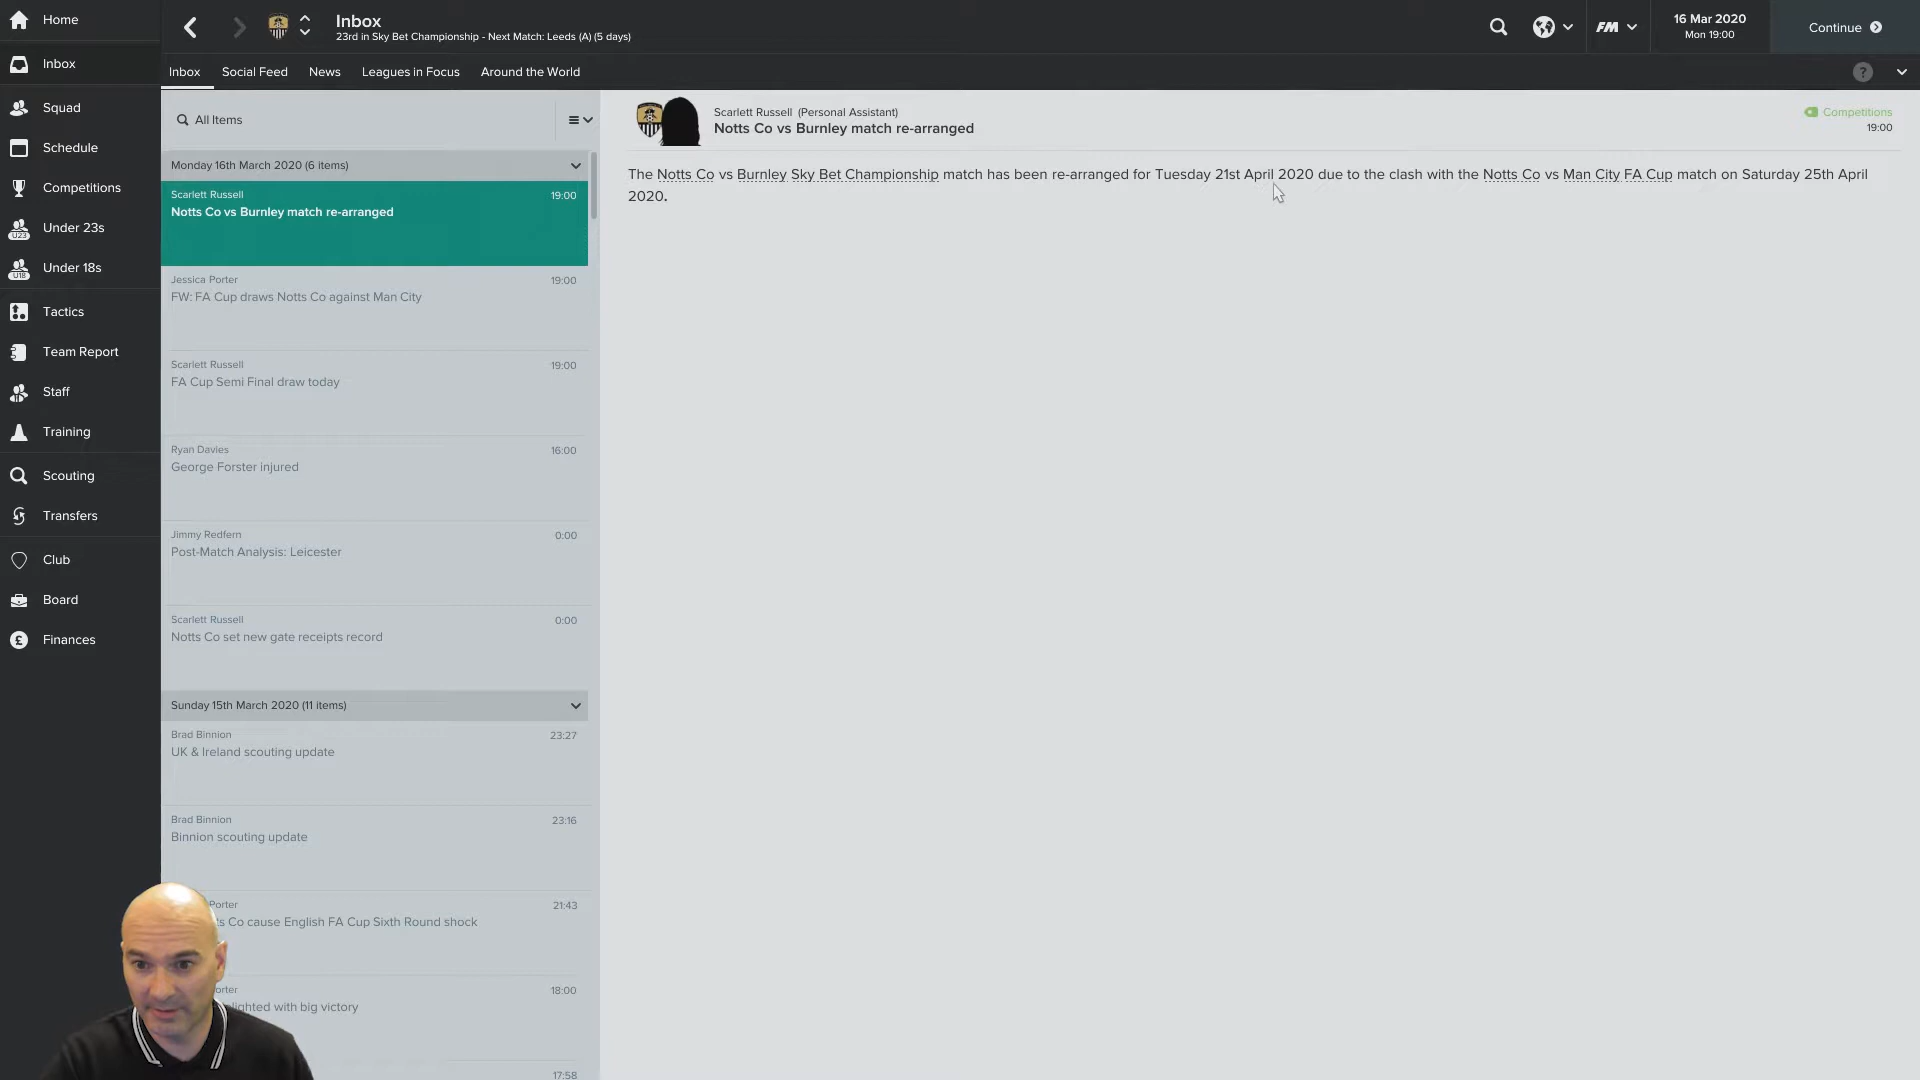 Home
Inbox
Squad
Schedule
Competitions
Under 23s
Under 18s
Tactics
Team Report
Staff
Training
Scouting
Transfers
Club
Board
Finances
Inbox
23rd in Sky Bet Championship - Next Match: Leeds (A) (5 days)
FM
16 Mar 2020
Mon 19:00
Continue
Inbox
Social Feed
News
Leagues in Focus
Around the World
?
All Items
Monday 16th March 2020 (6 items)
Scarlett Russell 19:00
Notts Co vs Burnley match re-arranged
Jessica Porter 19:00
FW: FA Cup draws Notts Co against Man City
Scarlett Russell 19:00
FA Cup Semi Final draw today
Ryan Davies 16:00
George Forster injured
Jimmy Redfern 0:00
Post-Match Analysis: Leicester
Scarlett Russell 0:00
Notts Co set new gate receipts record
Sunday 15th March 2020 (11 items)
Brad Binnion 23:27
UK & Ireland scouting update
Brad Binnion 23:16
Binnion scouting update
Porter 21:43
Co cause English FA Cup Sixth Round shock
18:00
with big victory
17:58
Scarlett Russell (Personal Assistant)
Notts Co vs Burnley match re-arranged
Competitions
19:00
The Notts Co vs Burnley Sky Bet Championship match has been re-arranged for Tuesday 21st April 2020 due to the clash with the Notts Co vs Man City FA Cup match on Saturday 25th April
2020.